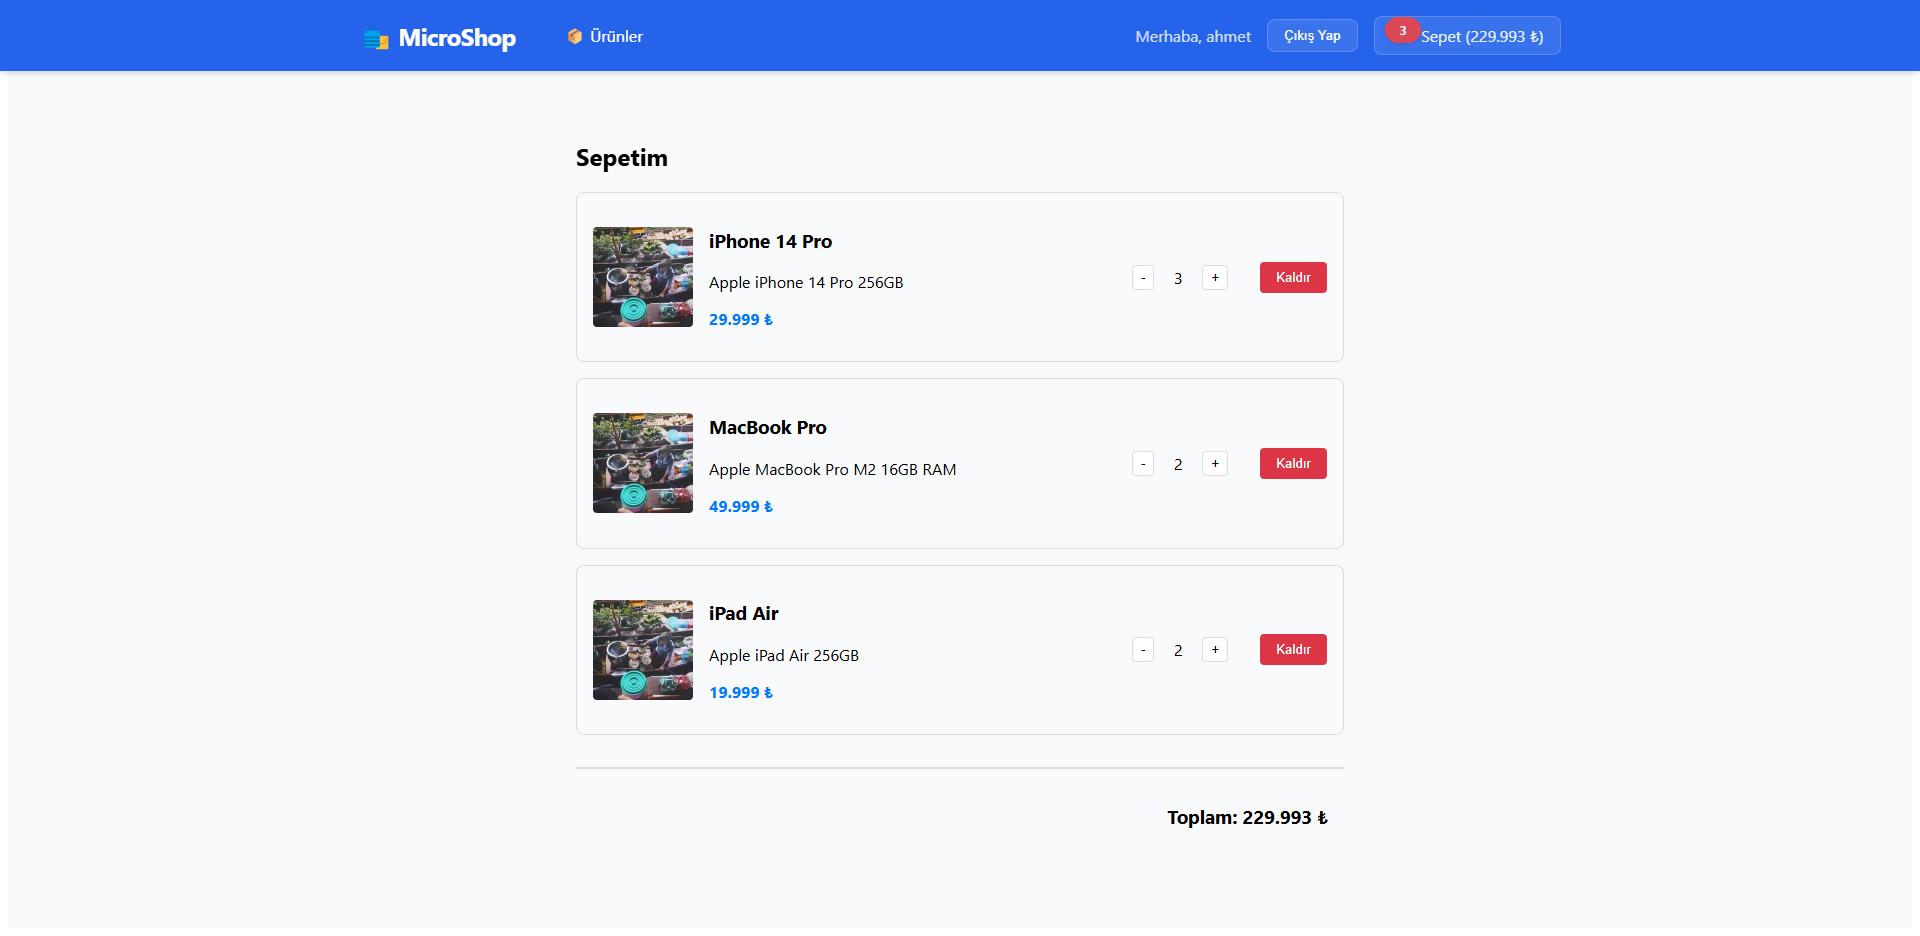 MicroShop
Ürünler
Merhaba, ahmet
Çıkış Yap
3
Sepet (229.993 ₺)
Sepetim
iPhone 14 Pro
Apple iPhone 14 Pro 256GB
29.999 ₺
- 3 +
Kaldır
MacBook Pro
Apple MacBook Pro M2 16GB RAM
49.999 ₺
- 2 +
Kaldır
iPad Air
Apple iPad Air 256GB
19.999 ₺
- 2 +
Kaldır
Toplam: 229.993 ₺